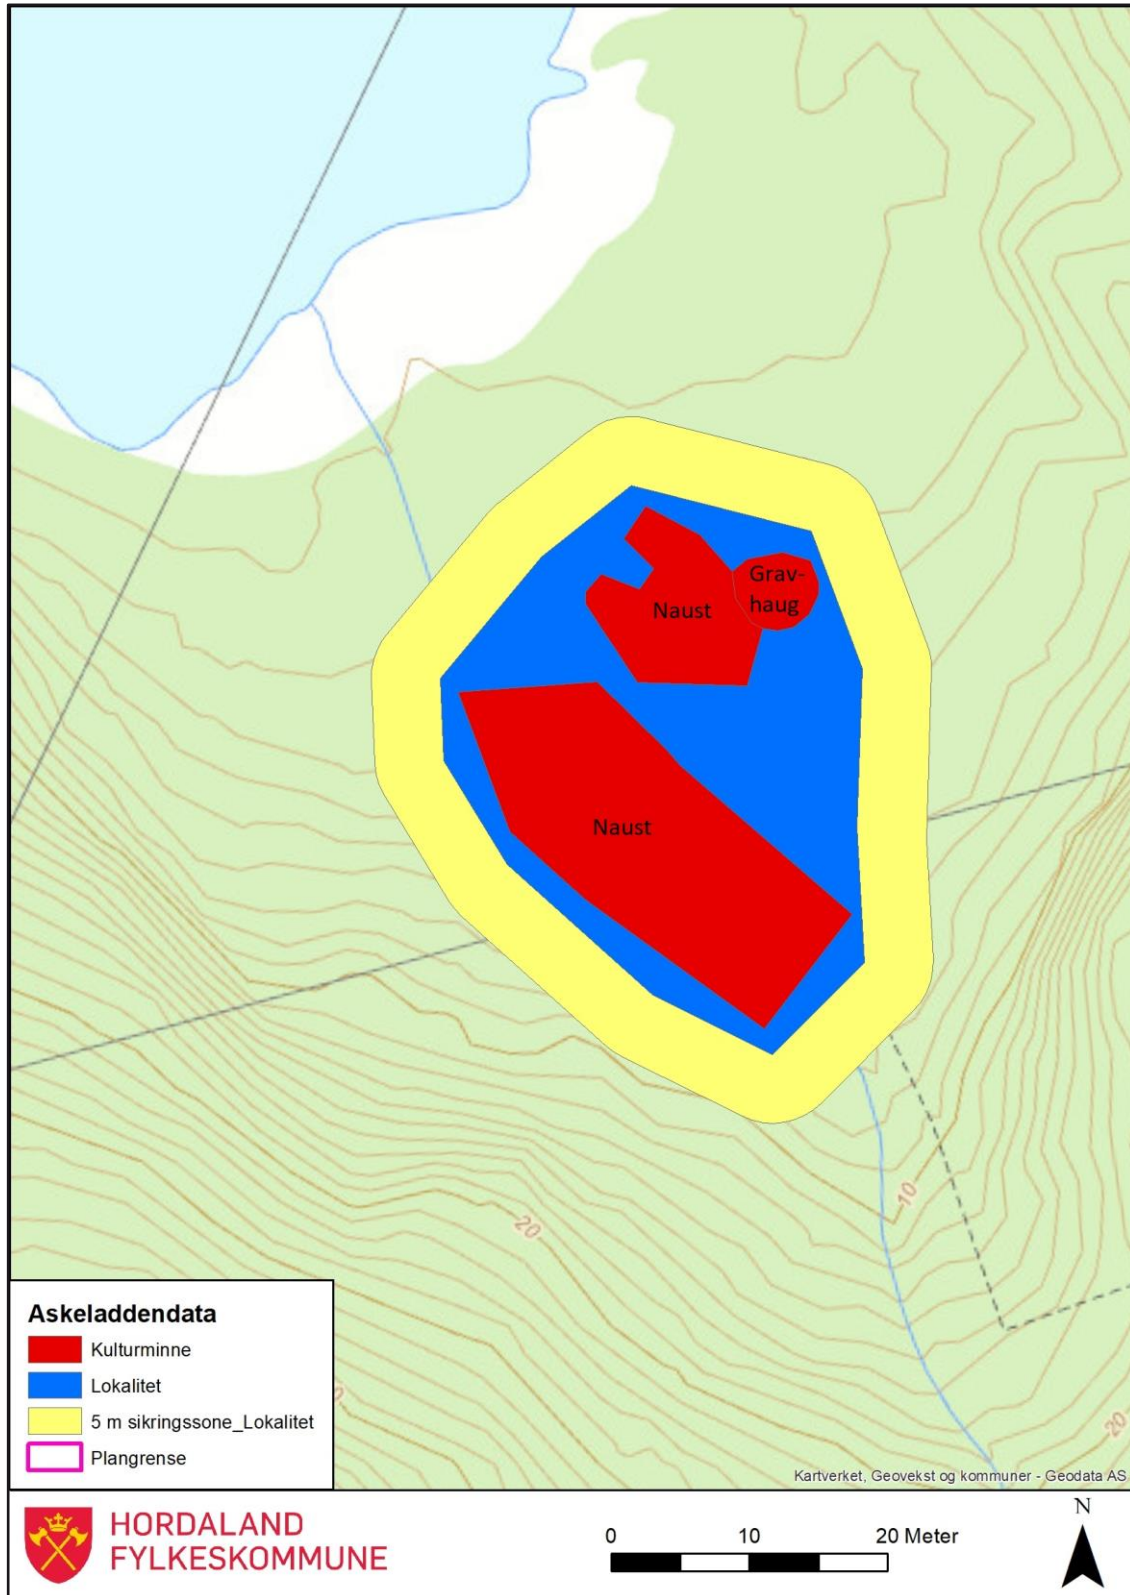 Grav-
haug
Naust
Naust
10
20
20
Askeladdendata
Kulturminne
Lokalitet
5 m sikringssone_Lokalitet
Plangrense
Kartverket, Geovekst og kommuner - Geodata AS
HORDALAND
FYLKESKOMMUNE
0 10 20 Meter
N